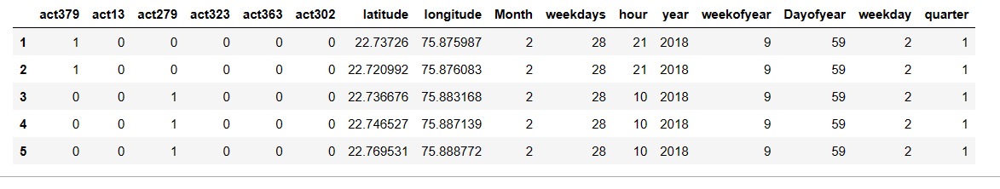 act379 act13 act279 act323 act363 act302 latitude longitude Month weekdays hour year weekofyear Dayofyear weekday quarter
1 1 0 0 0 0 0 22.73726 75.875987 2 28 21 2018 9 59 2 1
2 1 0 0 0 0 0 22.720992 75.876083 2 28 21 2018 9 59 2 1
3 0 0 1 0 0 0 22.736676 75.883168 2 28 10 2018 9 59 2 1
4 0 0 1 0 0 0 22.746527 75.887139 2 28 10 2018 9 59 2 1
5 0 0 1 0 0 0 22.769531 75.888772 2 28 10 2018 9 59 2 1